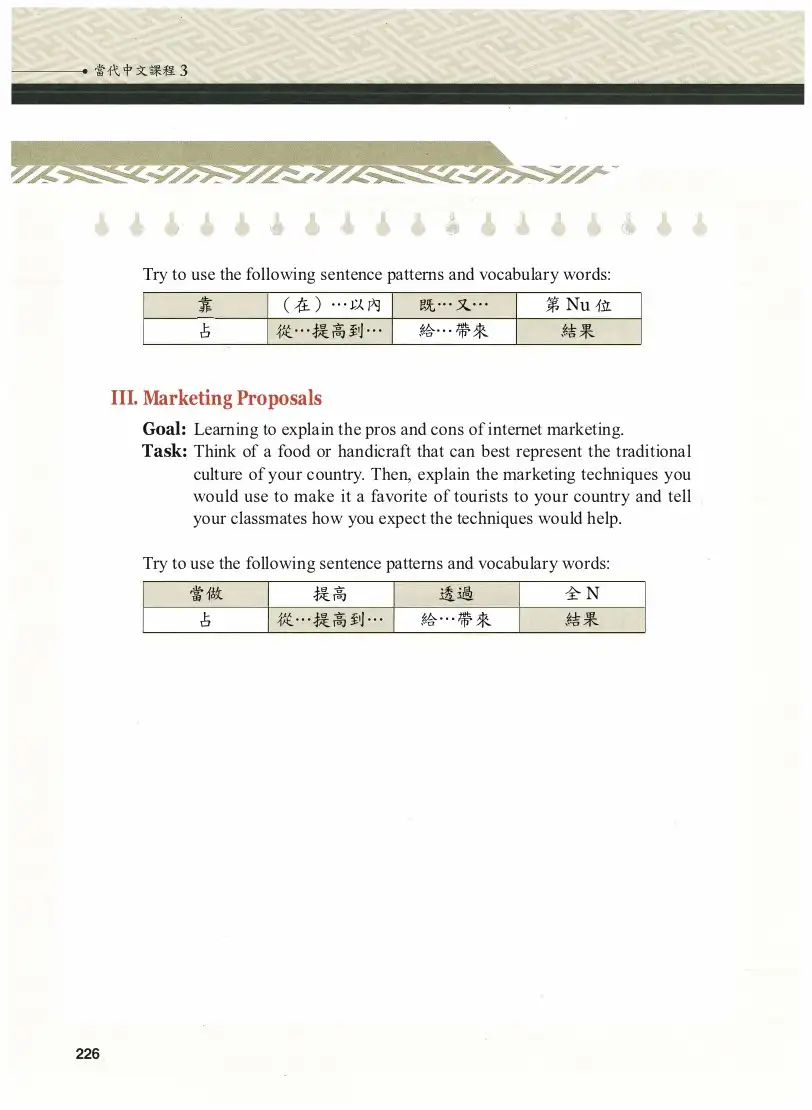 當代中文課程 3
Try to use the following sentence patterns and vocabulary words:
靠 (在)…以內 既…又… 第 Nu 位
占 從…提高到… 給…帶來 結果
III. Marketing Proposals
Goal: Learning to explain the pros and cons of internet marketing.
Task: Think of a food or handicraft that can best represent the traditional
culture of your country. Then, explain the marketing techniques you
would use to make it a favorite of tourists to your country and tell
your classmates how you expect the techniques would help.
Try to use the following sentence patterns and vocabulary words:
當做 提高 透過 全 N
占 從…提高到… 給…帶來 結果
226